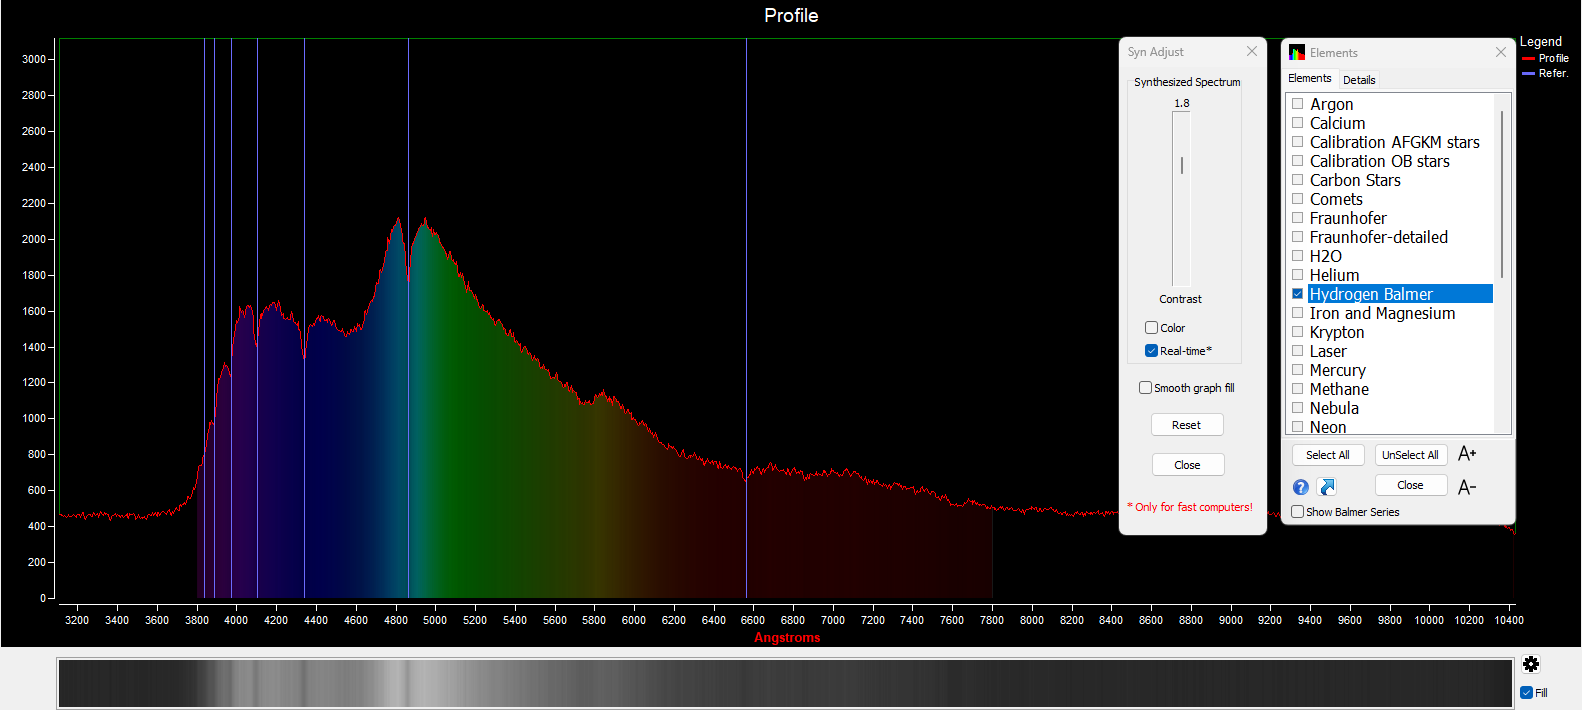 Profile
3000
2800
2600
2400
2200
2000
1800
1600
1400
1200
1000
800
600
400
200
0
3200 3400 3600 3800 4000 4200 4400 4600 4800 5000 5200 5400 5600 5800 6000 6200 6400 6600 6800 7000 7200 7400 7600 7800 8000 8200 8400 8600 8800 9000 9200 9400 9600 9800 10000 10200 10400
Angstroms
Syn Adjust
Synthesized Spectrum
1.8
Contrast
Color
Real-time*
Smooth graph fill
Reset
Close
* Only for fast computers!
Elements
Elements Details
Argon
Calcium
Calibration AFGKM stars
Calibration OB stars
Carbon Stars
Comets
Fraunhofer
Fraunhofer-detailed
H2O
Helium
Hydrogen Balmer
Iron and Magnesium
Krypton
Laser
Mercury
Methane
Nebula
Neon
Select All UnSelect All A+
? Close A-
Show Balmer Series
Legend
Profile
Refer.
Fill